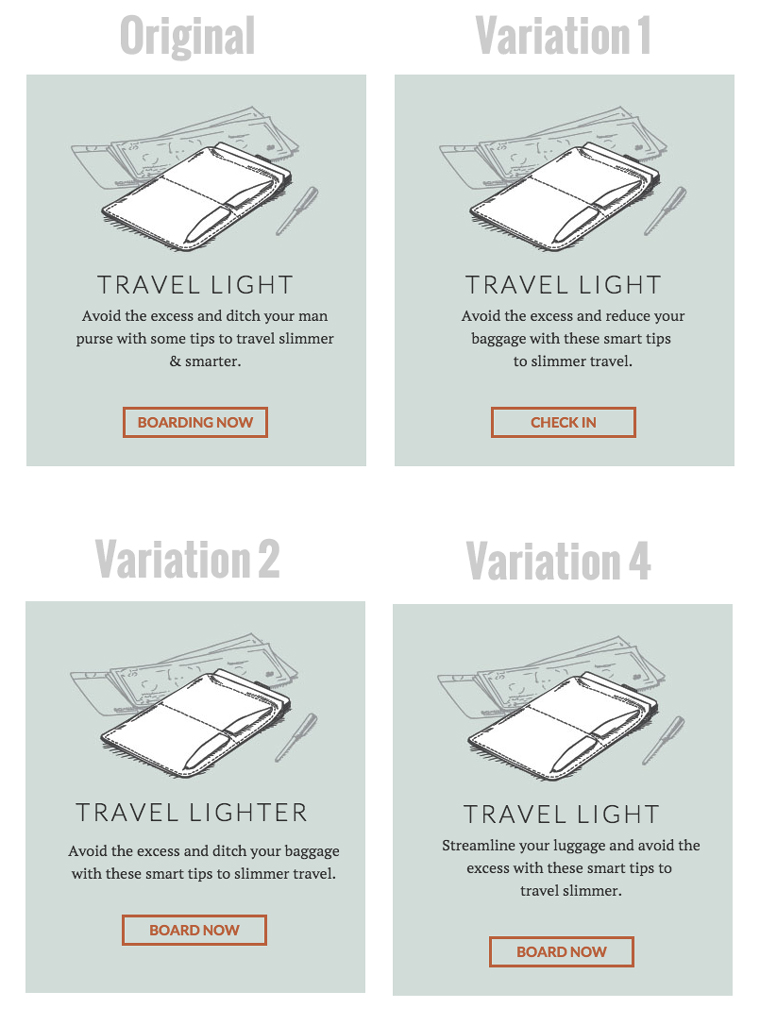 Original
TRAVEL LIGHT
Avoid the excess and ditch your man
purse with some tips to travel slimmer
& smarter.
BOARDING NOW
Variation 1
TRAVEL LIGHT
Avoid the excess and reduce your
baggage with these smart tips
to slimmer travel.
CHECK IN
Variation 2
TRAVEL LIGHTER
Avoid the excess and ditch your baggage
with these smart tips to slimmer travel.
BOARD NOW
Variation 4
TRAVEL LIGHT
Streamline your luggage and avoid the
excess with these smart tips to
travel slimmer.
BOARD NOW